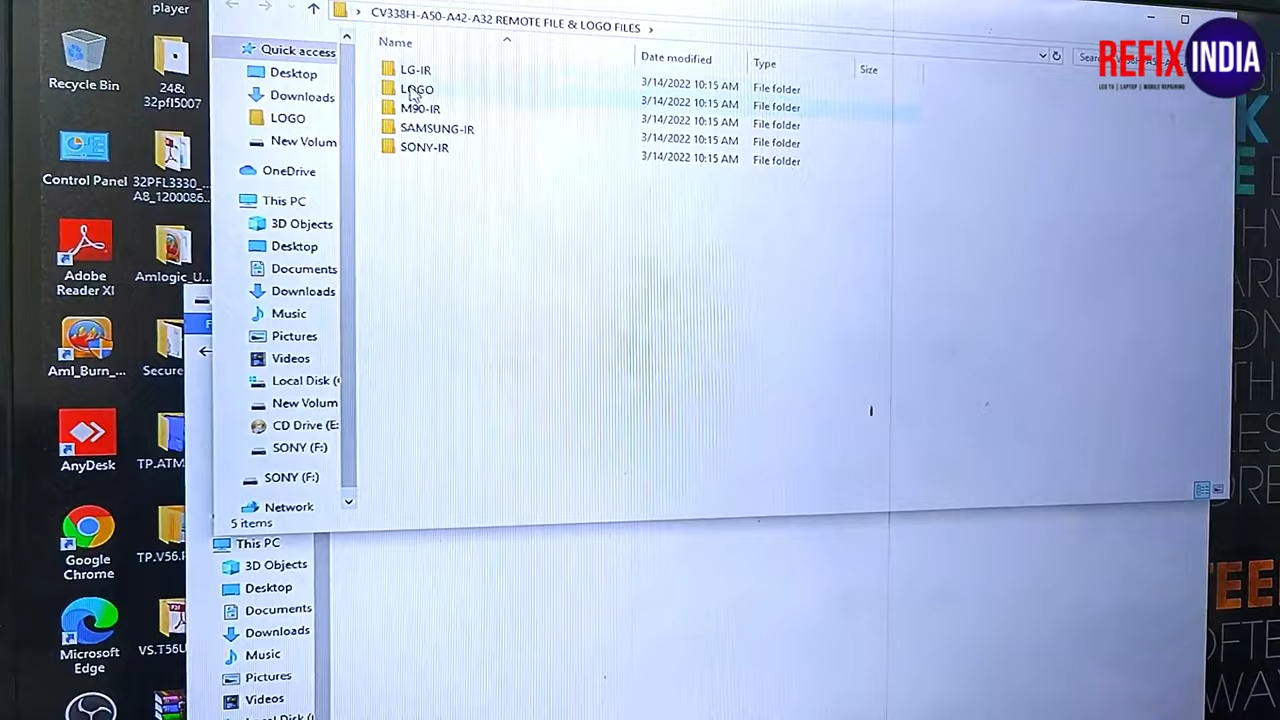 player
Recycle Bin
24&
32pfl5007
Control Panel
32PFL3330_...
A8_1200086...
Adobe
Reader XI
Amlogic_U...
Aml_Burn_...
Secure
AnyDesk
TP.ATM
Google
Chrome
TP.V56.
Microsoft
Edge
VS.T56U
CV338H-A50-A42-A32 REMOTE FILE & LOGO FILES
Quick access
Desktop
Downloads
LOGO
New Volum
OneDrive
This PC
3D Objects
Desktop
Documents
Downloads
Music
Pictures
Videos
Local Disk (
New Volum
CD Drive (E:
SONY (F:)
SONY (F:)
Network
5 items
Name
Date modified
Type
Size
LG-IR
3/14/2022 10:15 AM
File folder
LOGO
3/14/2022 10:15 AM
File folder
M90-IR
3/14/2022 10:15 AM
File folder
SAMSUNG-IR
3/14/2022 10:15 AM
File folder
SONY-IR
3/14/2022 10:15 AM
File folder
This PC
3D Objects
Desktop
Documents
Downloads
Music
Pictures
Videos
REFIX INDIA
LED TV | LAPTOP | MOBILE REPAIRING